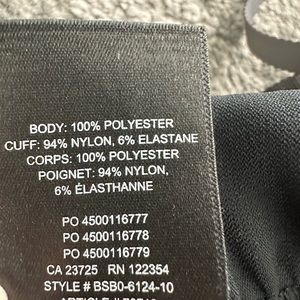 BODY: 100% POLYESTER
CUFF: 94% NYLON, 6% ELASTANE
CORPS: 100% POLYESTER
POIGNET: 94% NYLON,
6% ÉLASTHANNE
PO 4500116777
PO 4500116778
PO 4500116779
CA 23725 RN 122354
STYLE # BSB0-6124-10